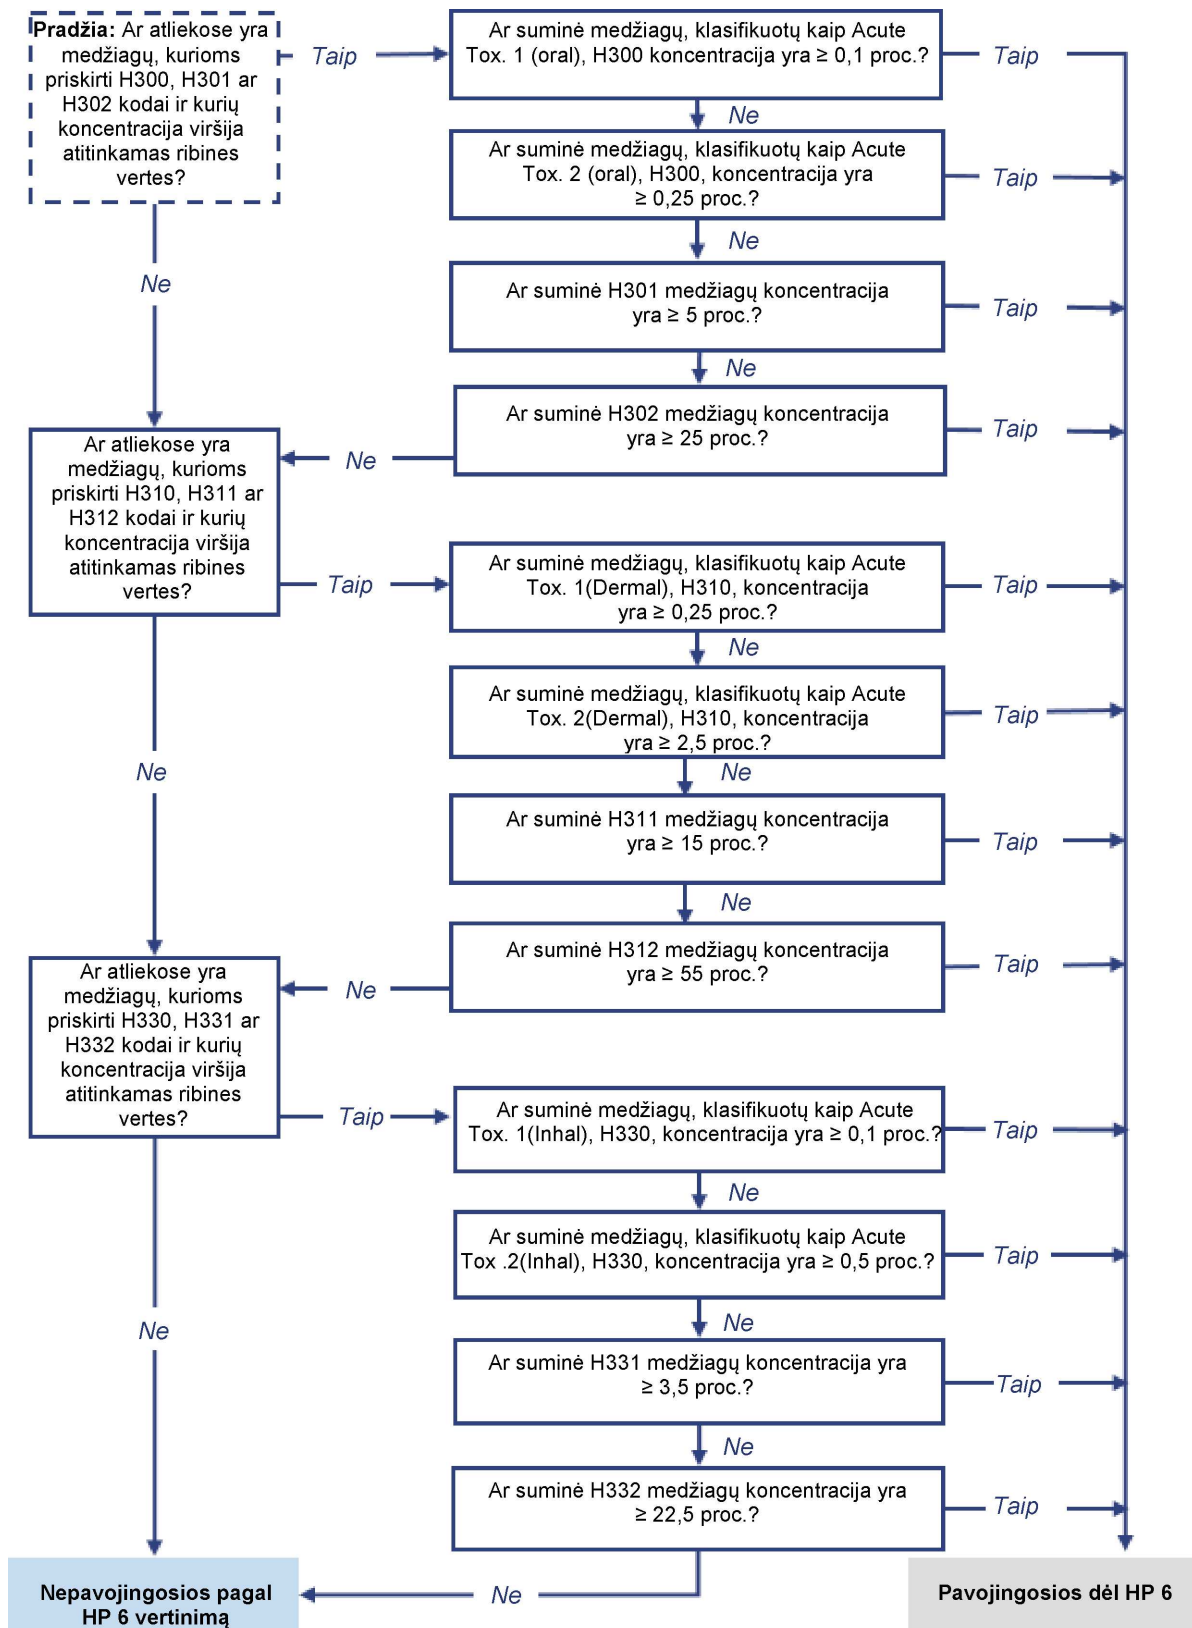 Pradžia: Ar atliekose yra
medžiagų, kurioms
priskirti H300, H301 ar
H302 kodai ir kurių
koncentracija viršija
atitinkamas ribines
vertes?
Taip
Ar suminė medžiagų, klasifikuotų kaip Acute
Tox. 1 (oral), H300 koncentracija yra ≥ 0,1 proc.?
Taip
Ne
Ar suminė medžiagų, klasifikuotų kaip Acute
Tox. 2 (oral), H300, koncentracija yra
≥ 0,25 proc.?
Taip
Ne
Ne
Ar suminė H301 medžiagų koncentracija
yra ≥ 5 proc.?
Taip
Ne
Ar suminė H302 medžiagų koncentracija
yra ≥ 25 proc.?
Taip
Ne
Ar atliekose yra
medžiagų, kurioms
priskirti H310, H311 ar
H312 kodai ir kurių
koncentracija viršija
atitinkamas ribines
vertes?
Taip
Ar suminė medžiagų, klasifikuotų kaip Acute
Tox. 1(Dermal), H310, koncentracija
yra ≥ 0,25 proc.?
Taip
Ne
Ar suminė medžiagų, klasifikuotų kaip Acute
Tox. 2(Dermal), H310, koncentracija
yra ≥ 2,5 proc.?
Taip
Ne
Ne
Ar suminė H311 medžiagų koncentracija
yra ≥ 15 proc.?
Taip
Ne
Ar suminė H312 medžiagų koncentracija
yra ≥ 55 proc.?
Taip
Ne
Ar atliekose yra
medžiagų, kurioms
priskirti H330, H331 ar
H332 kodai ir kurių
koncentracija viršija
atitinkamas ribines
vertes?
Taip
Ar suminė medžiagų, klasifikuotų kaip Acute
Tox. 1(Inhal), H330, koncentracija yra ≥ 0,1 proc.?
Taip
Ne
Ar suminė medžiagų, klasifikuotų kaip Acute
Tox .2(Inhal), H330, koncentracija yra ≥ 0,5 proc.?
Taip
Ne
Ne
Ar suminė H331 medžiagų koncentracija yra
≥ 3,5 proc.?
Taip
Ne
Ar suminė H332 medžiagų koncentracija yra
≥ 22,5 proc.?
Taip
Ne
Nepavojingosios pagal
HP 6 vertinimą
Pavojingosios dėl HP 6